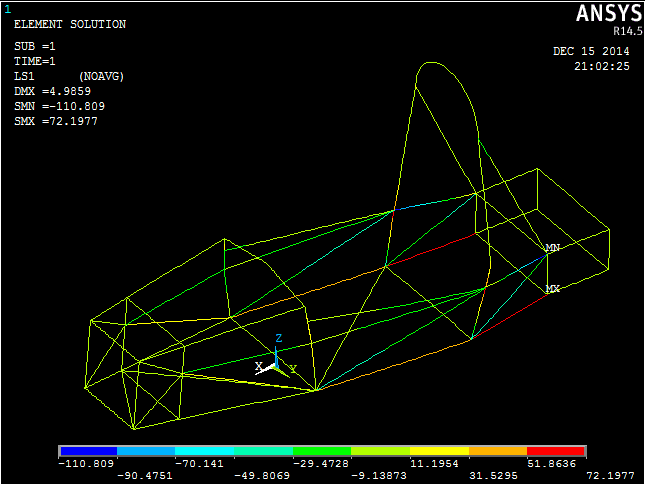 1
ANSYS
R14.5
ELEMENT SOLUTION
SUB =1
TIME=1
LS1 (NOAVG)
DMX =4.9859
SMN =-110.809
SMX =72.1977
DEC 15 2014
21:02:25
MN
MX
Z
X
Y
-110.809 -70.141 -29.4728 11.1954 51.8636
-90.4751 -49.8069 -9.13873 31.5295 72.1977